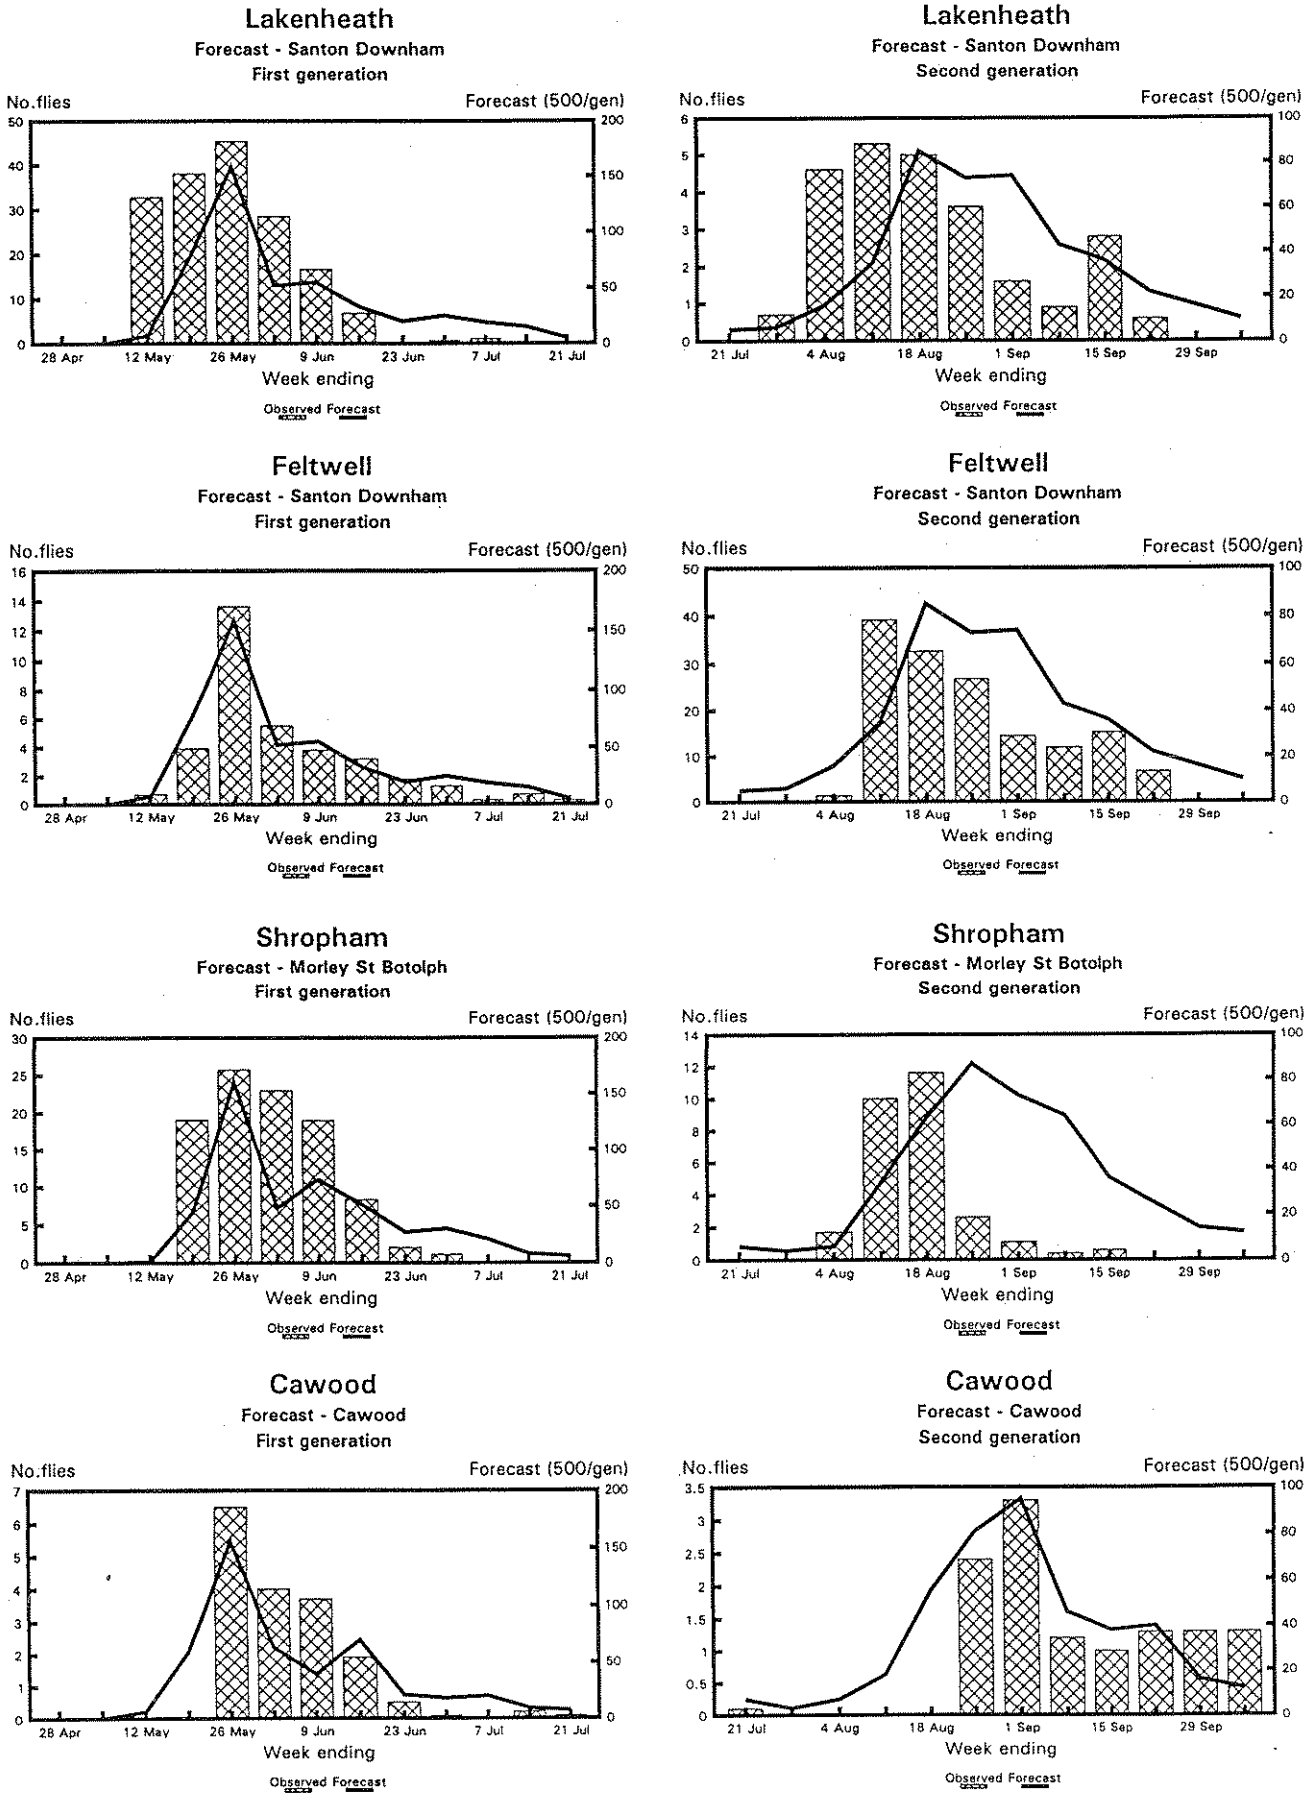 Lakenheath
Forecast - Santon Downham
First generation
No.flies Forecast (500/gen)
50 200
40 150
30
100
20
50
10
0 0
28 Apr 12 May 26 May 9 Jun 23 Jun 7 Jul 21 Jul
Week ending
Observed Forecast
Lakenheath
Forecast - Santon Downham
Second generation
No.flies Forecast (500/gen)
6 100
5 80
4
60
3
40
2
20
1
0 0
21 Jul 4 Aug 18 Aug 1 Sep 15 Sep 29 Sep
Week ending
Observed Forecast
Feltwell
Forecast - Santon Downham
First generation
No.flies Forecast (500/gen)
16 200
14
12 150
10
8 100
6
4 50
2
0 0
28 Apr 12 May 26 May 9 Jun 23 Jun 7 Jul 21 Jul
Week ending
Observed Forecast
Feltwell
Forecast - Santon Downham
Second generation
No.flies Forecast (500/gen)
50 100
40 80
30 60
20 40
10 20
0 0
21 Jul 4 Aug 18 Aug 1 Sep 15 Sep 29 Sep
Week ending
Observed Forecast
Shropham
Forecast - Morley St Botolph
First generation
No.flies Forecast (500/gen)
30 200
25
150
20
15 100
10
50
5
0 0
28 Apr 12 May 26 May 9 Jun 23 Jun 7 Jul 21 Jul
Week ending
Observed Forecast
Shropham
Forecast - Morley St Botolph
Second generation
No.flies Forecast (500/gen)
14 100
12
80
10
8 60
6
40
4
20
2
0 0
21 Jul 4 Aug 18 Aug 1 Sep 15 Sep 29 Sep
Week ending
Observed Forecast
Cawood
Forecast - Cawood
First generation
No.flies Forecast (500/gen)
7 200
6
150
5
4
100
3
2
50
1
0 0
28 Apr 12 May 26 May 9 Jun 23 Jun 7 Jul 21 Jul
Week ending
Observed Forecast
Cawood
Forecast - Cawood
Second generation
No.flies Forecast (500/gen)
3.5 100
3
80
2.5
2 60
1.5
40
1
0.5 20
0 0
21 Jul 4 Aug 18 Aug 1 Sep 15 Sep 29 Sep
Week ending
Observed Forecast